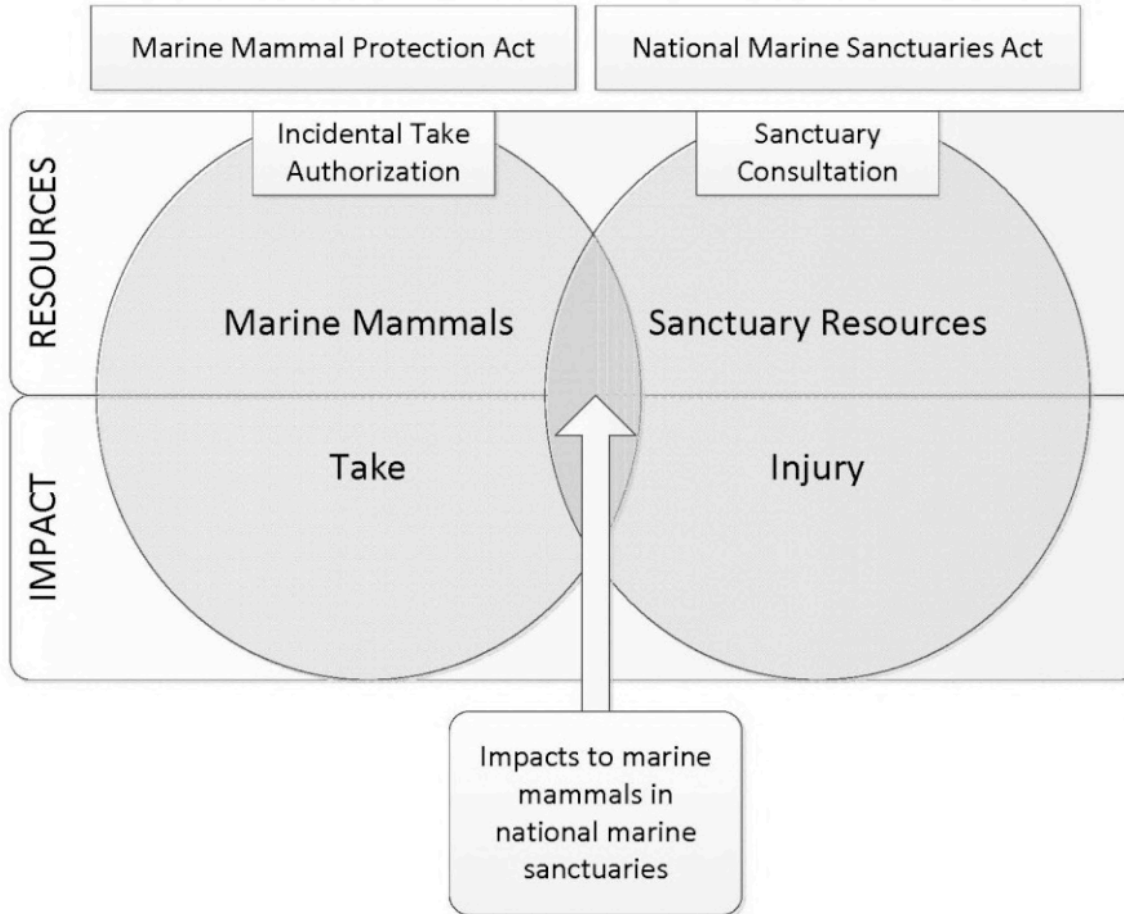 Marine Mammal Protection Act
National Marine Sanctuaries Act
Incidental Take
Authorization
Sanctuary
Consultation
RESOURCES
Marine Mammals
Sanctuary Resources
IMPACT
Take
Injury
Impacts to marine
mammals in
national marine
sanctuaries